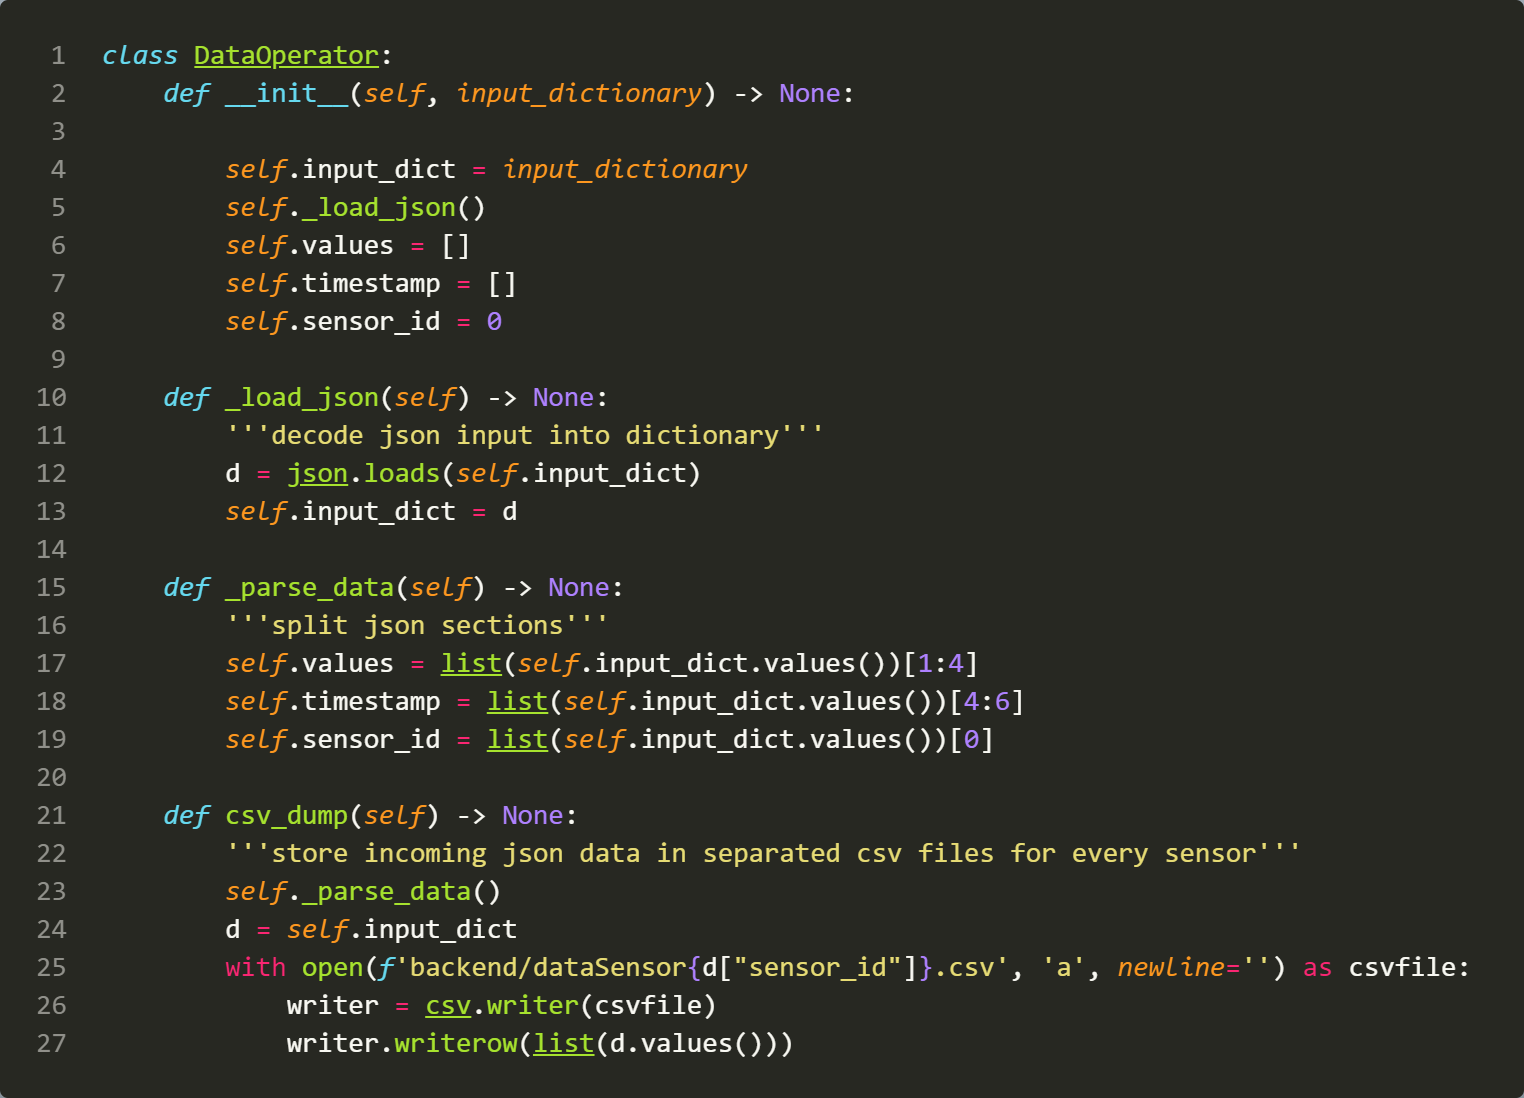 1 class DataOperator:
2     def __init__(self, input_dictionary) -> None:
3
4         self.input_dict = input_dictionary
5         self._load_json()
6         self.values = []
7         self.timestamp = []
8         self.sensor_id = 0
9
10     def _load_json(self) -> None:
11         '''decode json input into dictionary'''
12         d = json.loads(self.input_dict)
13         self.input_dict = d
14
15     def _parse_data(self) -> None:
16         '''split json sections'''
17         self.values = list(self.input_dict.values())[1:4]
18         self.timestamp = list(self.input_dict.values())[4:6]
19         self.sensor_id = list(self.input_dict.values())[0]
20
21     def csv_dump(self) -> None:
22         '''store incoming json data in separated csv files for every sensor'''
23         self._parse_data()
24         d = self.input_dict
25         with open(f'backend/dataSensor{d["sensor_id"]}.csv', 'a', newline='') as csvfile:
26             writer = csv.writer(csvfile)
27             writer.writerow(list(d.values()))